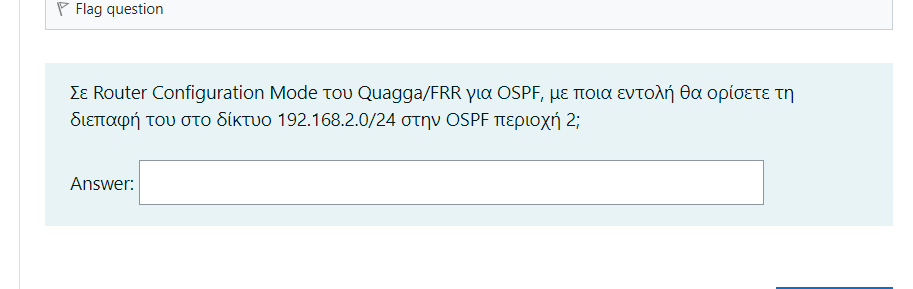 Flag question
Σε Router Configuration Mode του Quagga/FRR για OSPF, με ποια εντολή θα ορίσετε τη
διεπαφή του στο δίκτυο 192.168.2.0/24 στην OSPF περιοχή 2;
Answer: